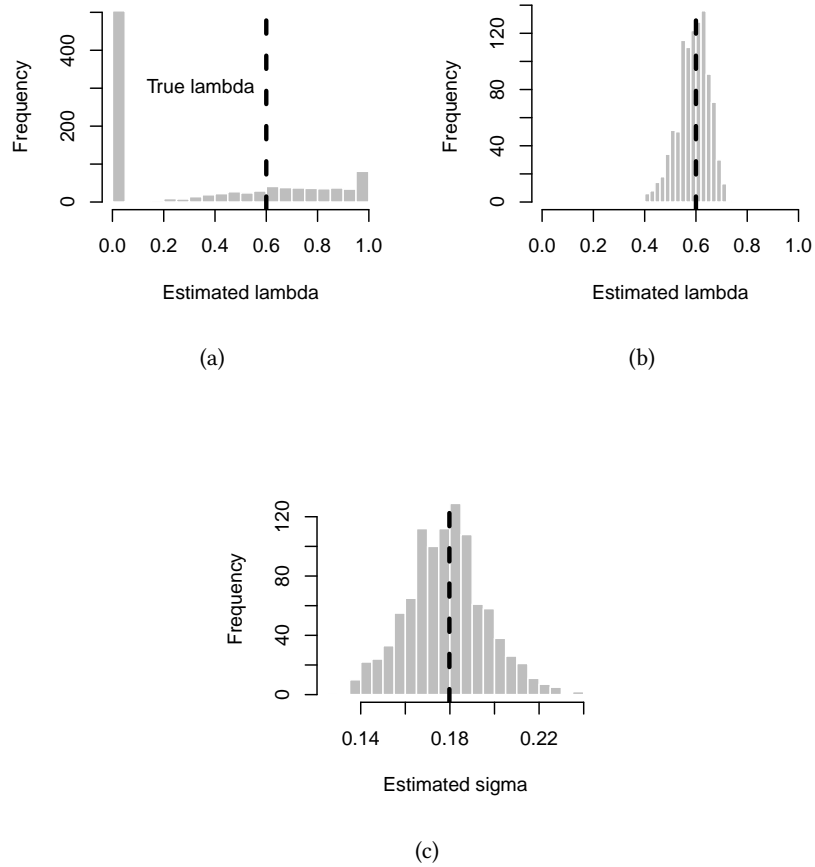 Frequency
0
200
400
True lambda
0.0 0.2 0.4 0.6 0.8 1.0
Estimated lambda
(a)
Frequency
0
40
80
120
0.0 0.2 0.4 0.6 0.8 1.0
Estimated lambda
(b)
Frequency
0
40
80
120
0.14 0.18 0.22
Estimated sigma
(c)